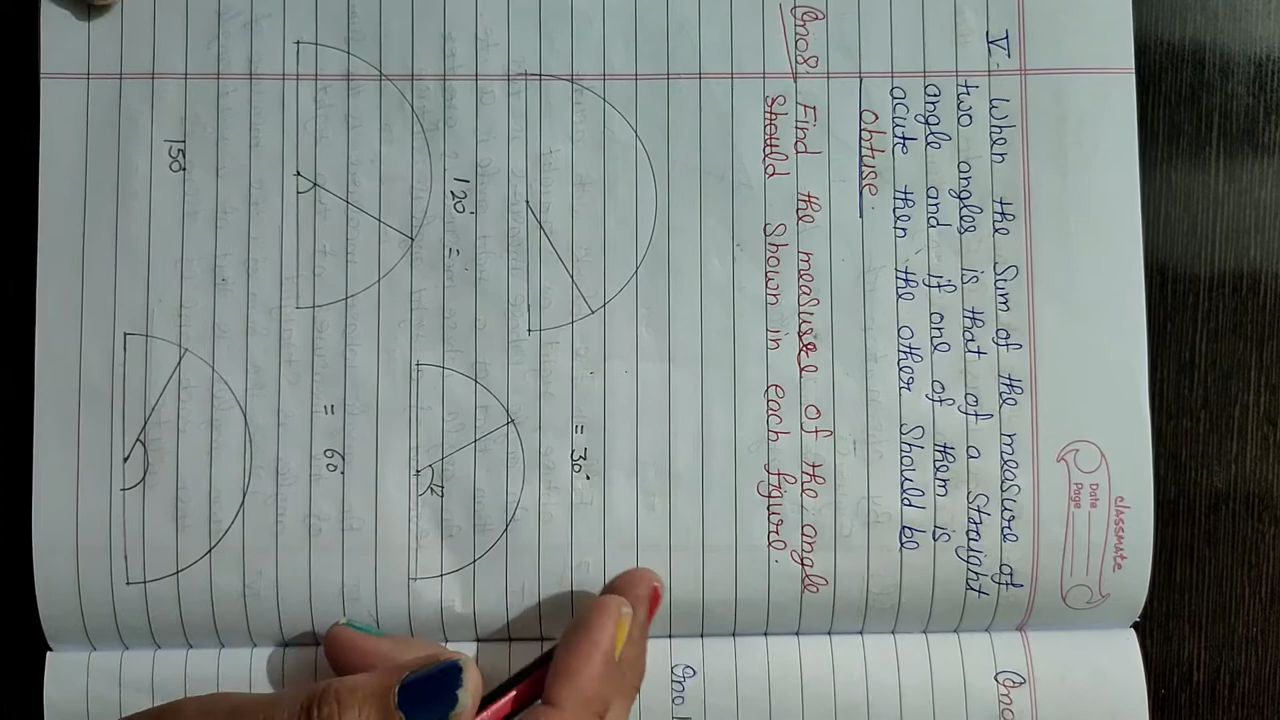 classmate
Date
Page
V. When the Sum of the measure of
two angles is that of a Straight
angle and if one of them is
acute then the other Should be
obtuse.
Qno8. Find the measure of the angle
should shown in each figure.
= 30°
120° =
= 60°
150°
Qno
Qno 1